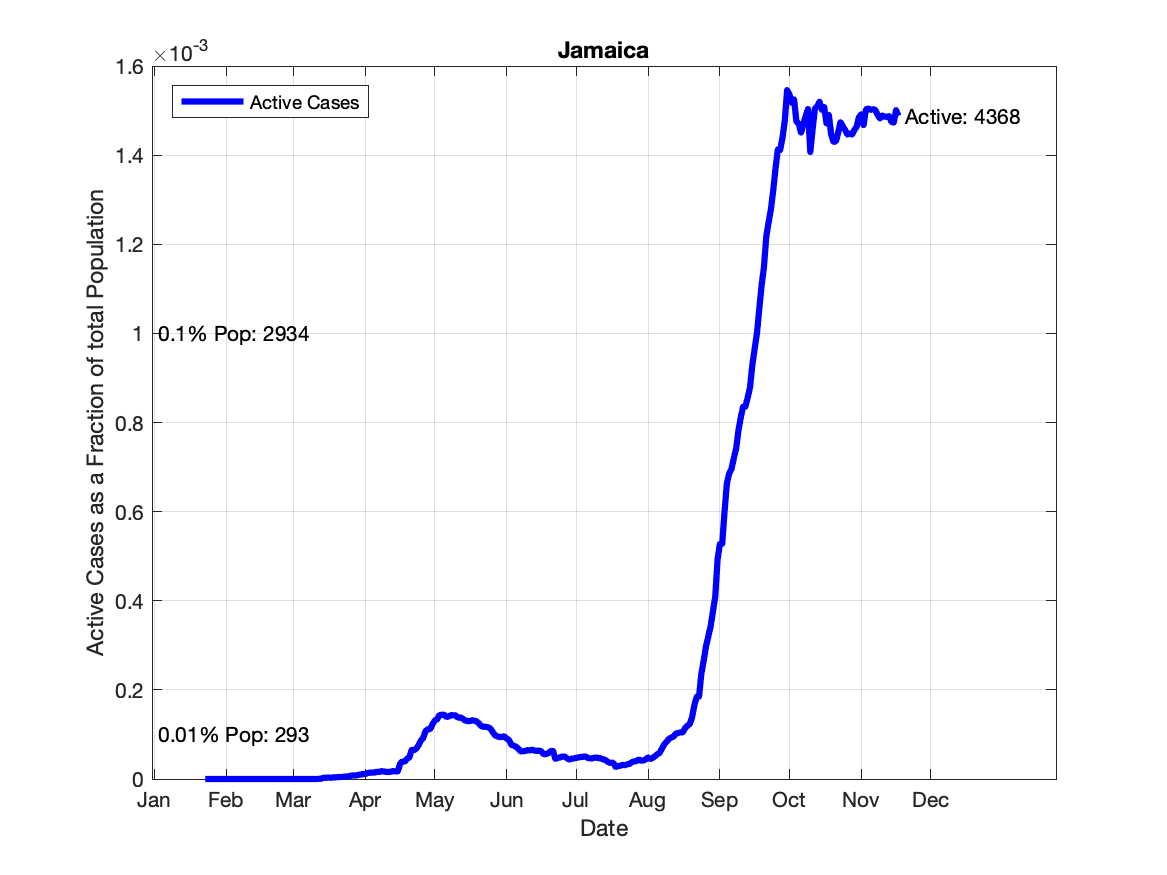 Jamaica
×10-3
1.6
1.4
1.2
1
0.8
0.6
0.4
0.2
0
Active Cases as a Fraction of total Population
Active Cases
Active: 4368
0.1% Pop: 2934
0.01% Pop: 293
Jan Feb Mar Apr May Jun Jul Aug Sep Oct Nov Dec
Date